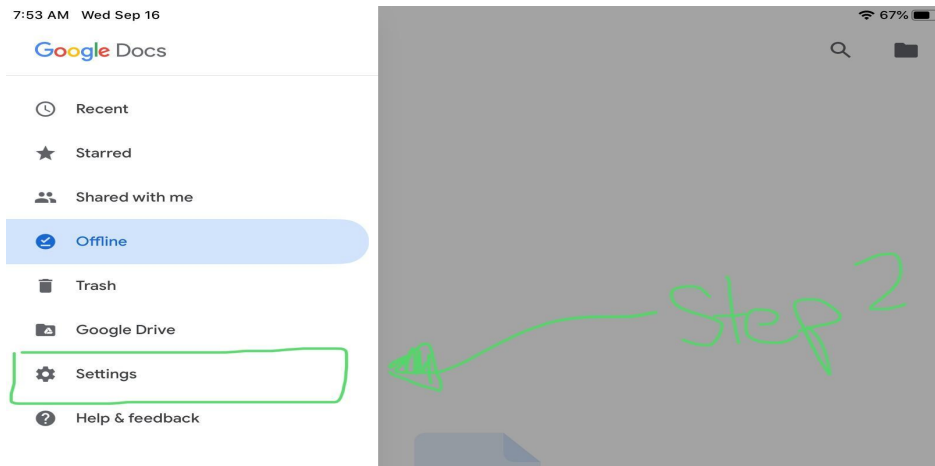 7:53 AM Wed Sep 16
67%
Google Docs
Recent
Starred
Shared with me
Offline
Trash
Google Drive
Settings
Step 2
Help & feedback